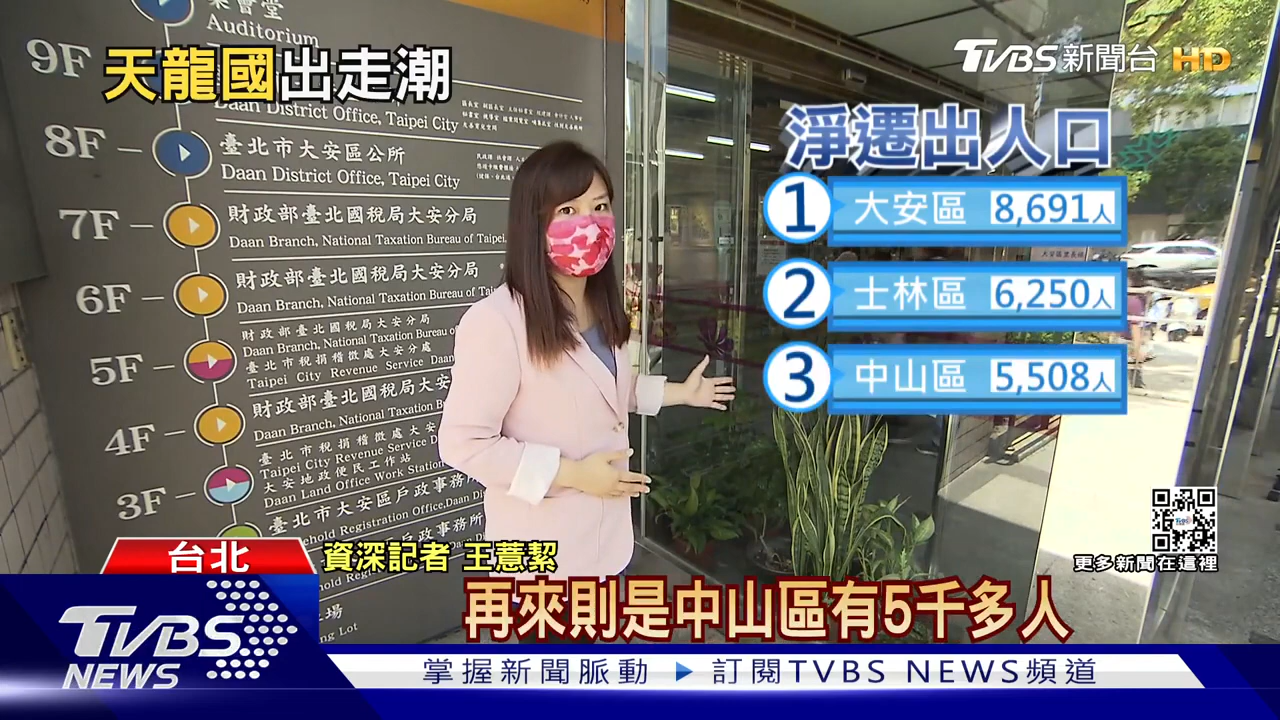 天龍國出走潮
TVBS新聞台 HD
淨遷出人口
1 大安區 8,691人
2 士林區 6,250人
3 中山區 5,508人
Auditorium
9F
Daan District Office, Taipei City
8F
臺北市大安區公所
Daan District Office, Taipei City
7F
財政部臺北國稅局大安分局
Daan Branch, National Taxation Bureau of Taipei.
6F
財政部臺北國稅局大安分局
Daan Branch, National Taxation Bureau of
5F
財政部臺北國稅局大安分局
Daan Branch, National Taxation Bureau of
臺北市稅捐稽徵處大安分處
Taipei City Revenue Service Daan
4F
財政部臺北國稅局大安
Daan Branch, National Taxation Bureau
3F
臺北市稅捐稽徵處大安
Taipei City Revenue Service
大安地政便民工作站
Daan Land Office Work Station
臺北市大安區戶政事務所
Household Registration Office, Daan
戶政事務所
更多新聞在這裡
台北
資深記者 王薏絜
再來則是中山區有5千多人
TVBS
NEWS
掌握新聞脈動 ▶ 訂閱TVBS NEWS頻道